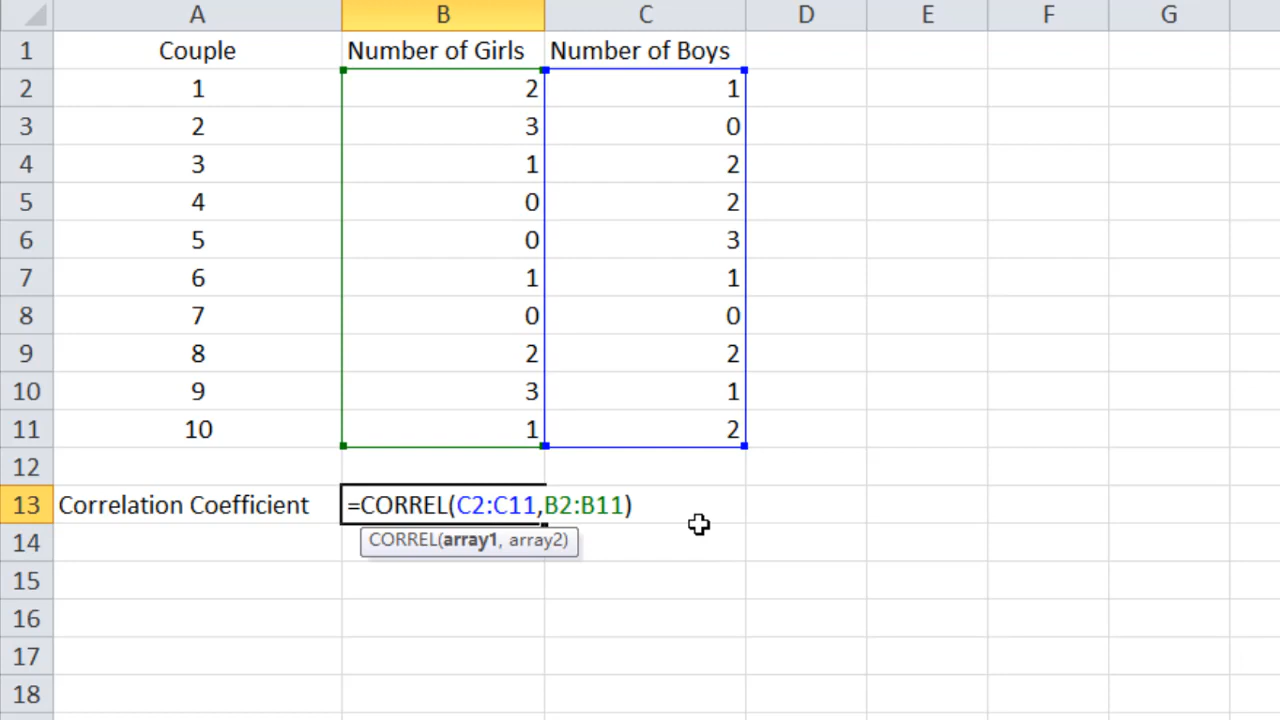 A B C D E F G
1 Couple Number of Girls Number of Boys
2 1 2 1
3 2 3 0
4 3 1 2
5 4 0 2
6 5 0 3
7 6 1 1
8 7 0 0
9 8 2 2
10 9 3 1
11 10 1 2
12
13 Correlation Coefficient =CORREL(C2:C11,B2:B11)
14 CORREL(array1, array2)
15
16
17
18